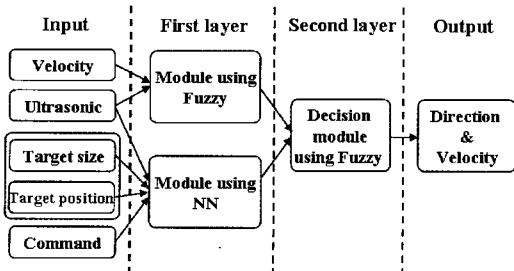 Input
First layer
Second layer
Output
Velocity
Ultrasonic
Target size
Target position
Command
Module using
Fuzzy
Module using
NN
Decision
module
using Fuzzy
Direction
&
Velocity